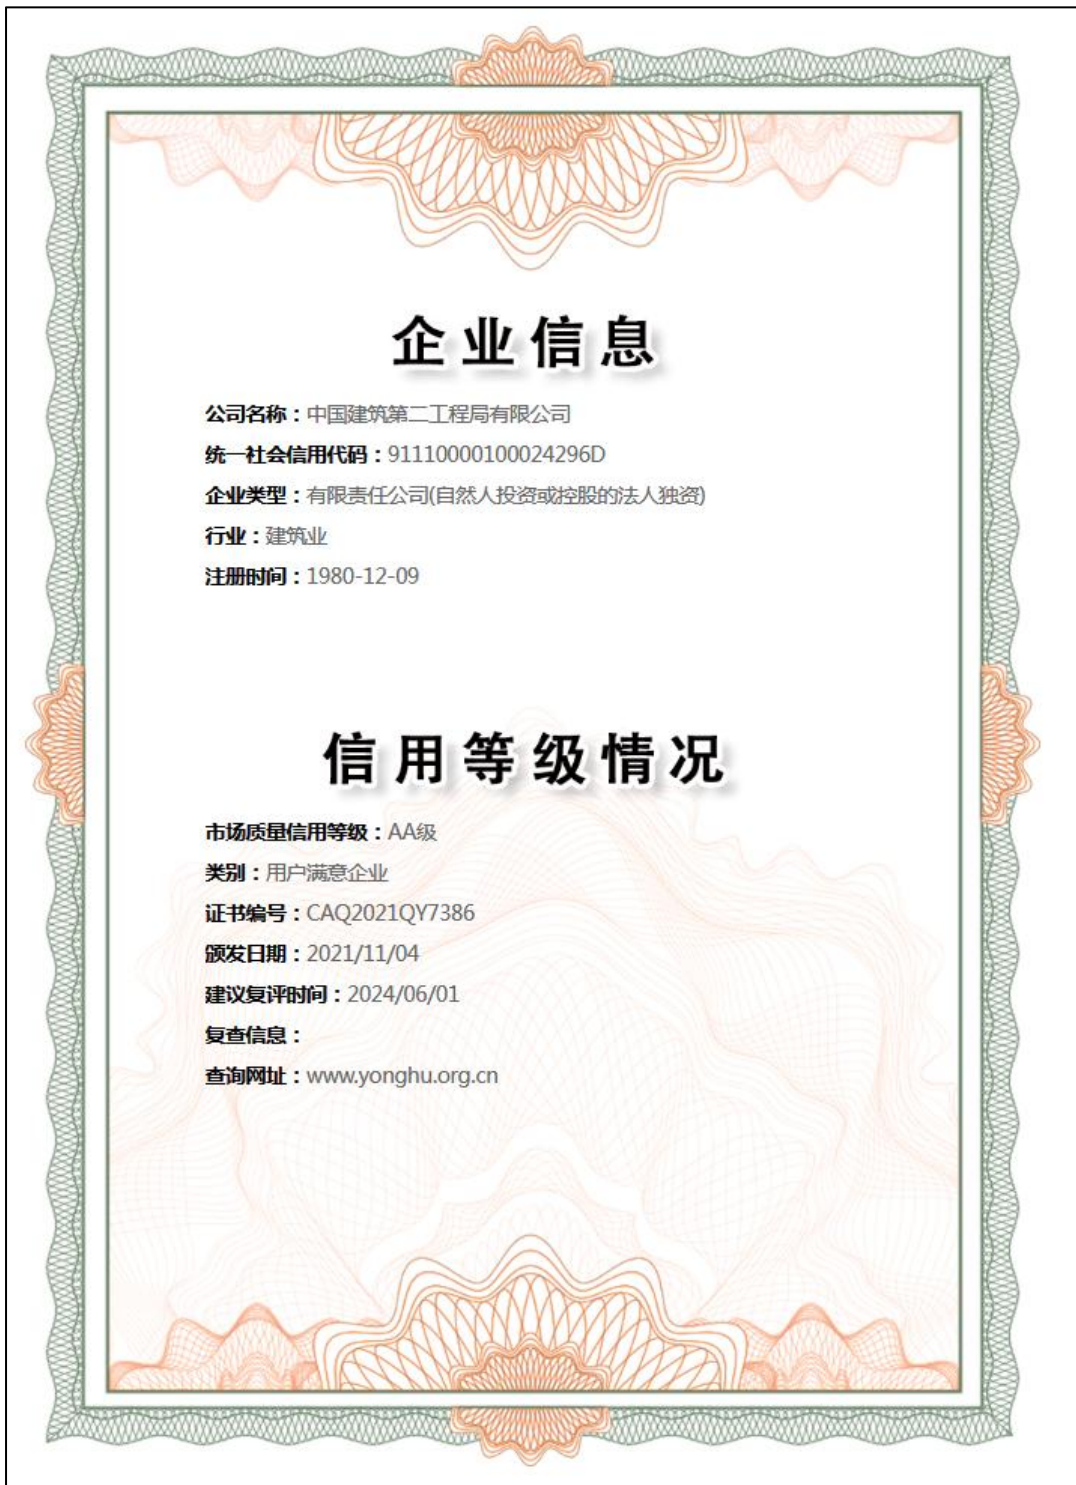 企业信息
公司名称：中国建筑第二工程局有限公司
统一社会信用代码：91110000100024296D
企业类型：有限责任公司(自然人投资或控股的法人独资)
行业：建筑业
注册时间：1980-12-09
信用等级情况
市场质量信用等级：AA级
类别：用户满意企业
证书编号：CAQ2021QY7386
颁发日期：2021/11/04
建议复评时间：2024/06/01
复查信息：
查询网址：www.yonghu.org.cn